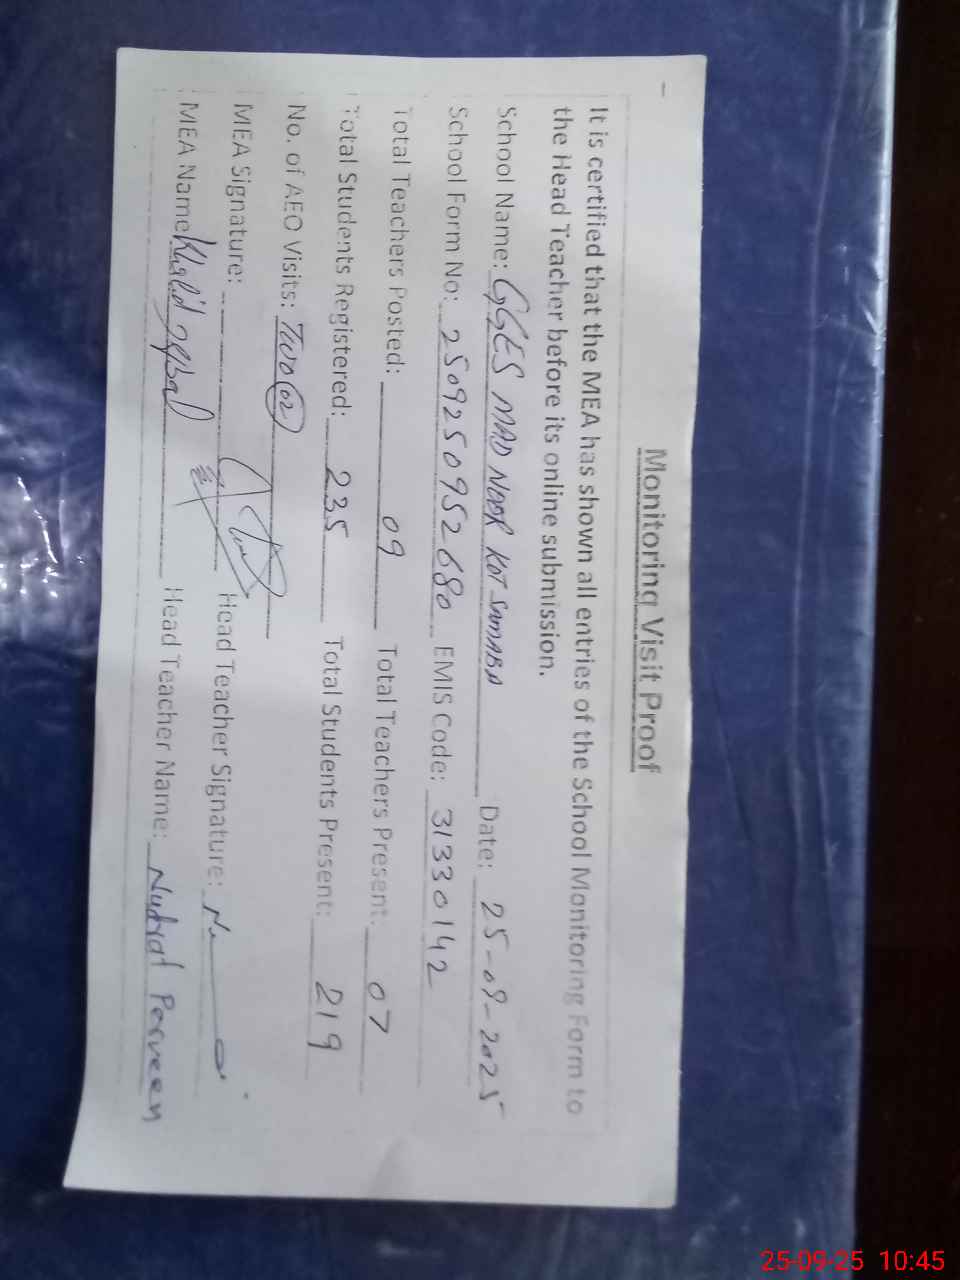 Monitoring Visit Proof
It is certified that the MEA has shown all entries of the School Monitoring Form to
the Head Teacher before its online submission.
School Name: GGES MAD NOOR KOT SAMABA Date: 25-09-2025
School Form No: 2509250952680 EMIS Code: 31330142
Total Teachers Posted: 09 Total Teachers Present: 07
Total Students Registered: 235 Total Students Present: 219
No. of AEO Visits: Two (02)
MEA Signature: Head Teacher Signature:
MEA Name: Khalid Iqbal Head Teacher Name: Nusrat Parveen
25-09-25 10:45